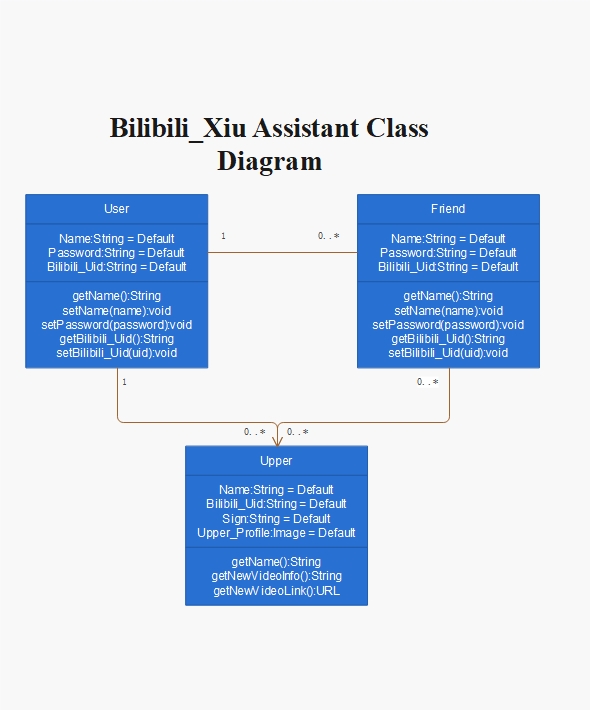 Bilibili_Xiu Assistant Class
Diagram
User
Name:String = Default
Password:String = Default
Bilibili_Uid:String = Default
getName():String
setName(name):void
setPassword(password):void
getBilibili_Uid():String
setBilibili_Uid(uid):void
1
0..*
Friend
Name:String = Default
Password:String = Default
Bilibili_Uid:String = Default
getName():String
setName(name):void
setPassword(password):void
getBilibili_Uid():String
setBilibili_Uid(uid):void
1
0..*
0..*
0..*
Upper
Name:String = Default
Bilibili_Uid:String = Default
Sign:String = Default
Upper_Profile:Image = Default
getName():String
getNewVideoInfo():String
getNewVideoLink():URL